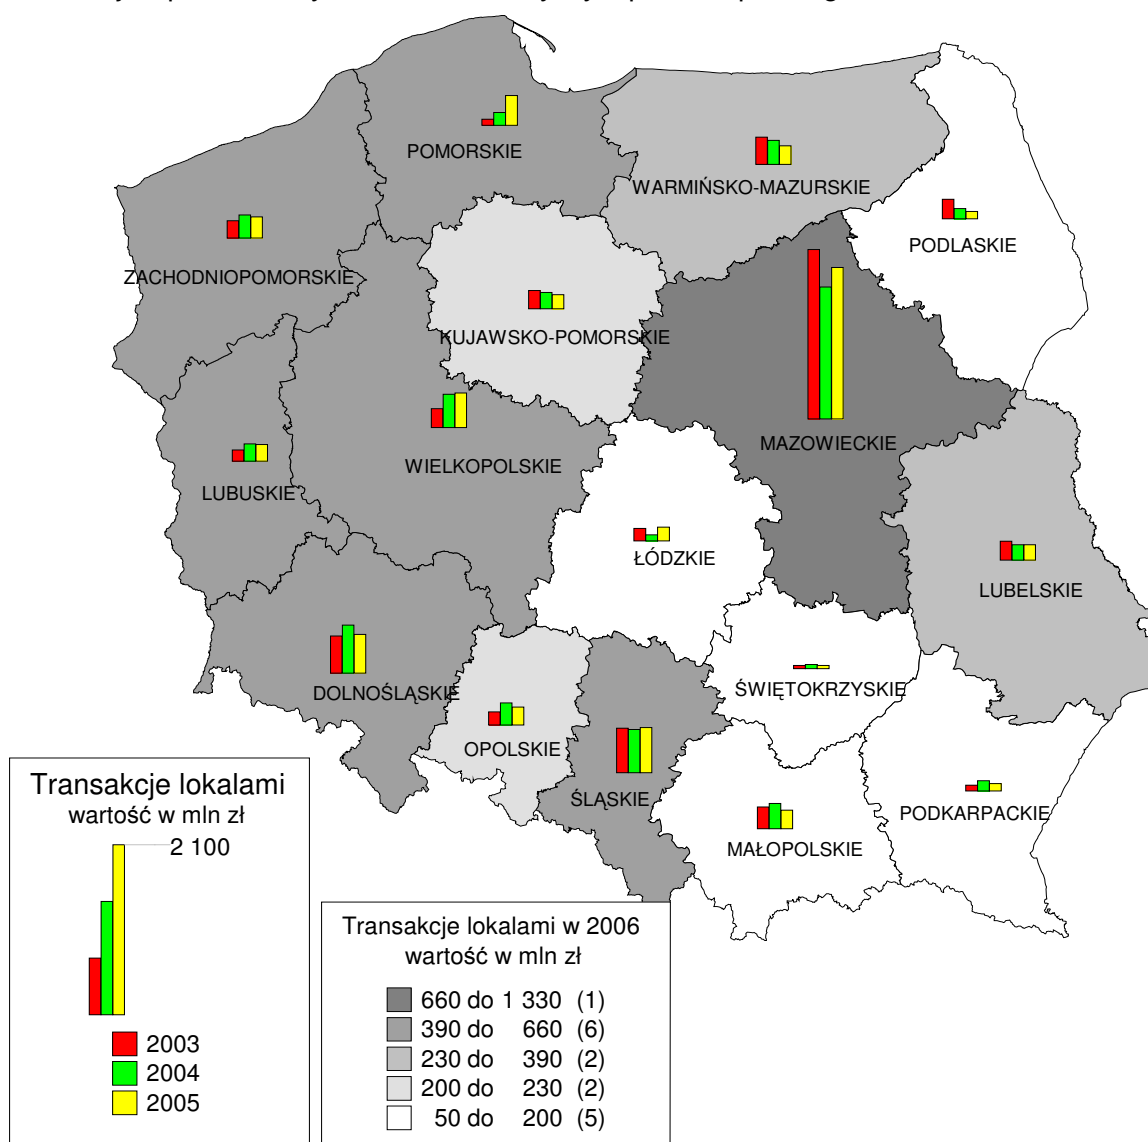 POMORSKIE
WARMIŃSKO-MAZURSKIE
PODLASKIE
ZACHODNIOPOMORSKIE
KUJAWSKO-POMORSKIE
MAZOWIECKIE
WIELKOPOLSKIE
LUBUSKIE
ŁÓDZKIE
LUBELSKIE
DOLNOŚLĄSKIE
ŚWIĘTOKRZYSKIE
OPOLSKIE
ŚLĄSKIE
PODKARPACKIE
MAŁOPOLSKIE
Transakcje lokalami
wartość w mln zł
2 100
2003
2004
2005
Transakcje lokalami w 2006
wartość w mln zł
660 do 1 330 (1)
390 do 660 (6)
230 do 390 (2)
200 do 230 (2)
50 do 200 (5)